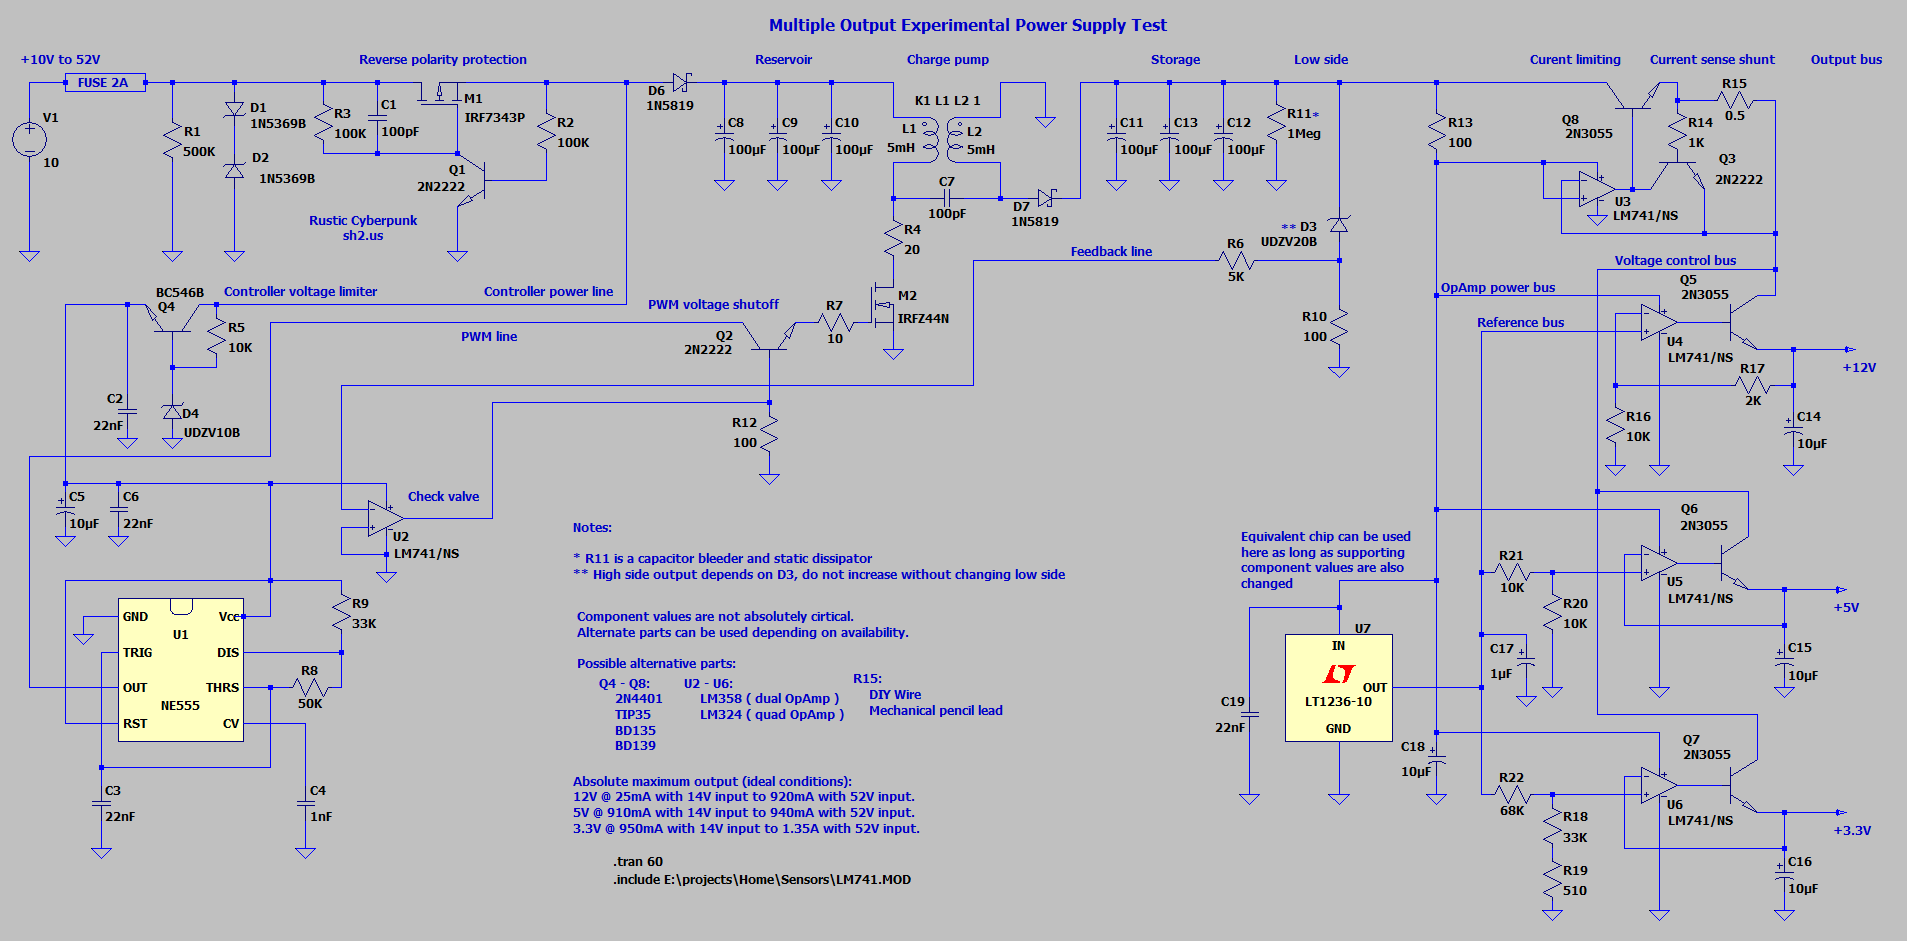 Multiple Output Experimental Power Supply Test
+10V to 52V
Reverse polarity protection
Reservoir
Charge pump
Storage
Low side
Curent limiting
Current sense shunt
Output bus
FUSE 2A
V1
10
R1
500K
D1
1N5369B
D2
1N5369B
R3
100K
C1
100pF
M1
IRF7343P
R2
100K
Q1
2N2222
Rustic Cyberpunk
sh2.us
D6
1N5819
C8
100µF
C9
100µF
C10
100µF
K1 L1 L2 1
L1
5mH
L2
5mH
C7
100pF
D7
1N5819
R4
20
C11
100µF
C13
100µF
C12
100µF
R11*
1Meg
** D3
UDZV20B
R6
5K
Feedback line
R10
100
R13
100
Q8
2N3055
R15
0.5
R14
1K
Q3
2N2222
U3
LM741/NS
Voltage control bus
OpAmp power bus
Reference bus
Q5
2N3055
U4
LM741/NS
+12V
R17
2K
R16
10K
C14
10µF
BC546B
Q4
Controller voltage limiter
Controller power line
PWM voltage shutoff
R5
10K
PWM line
Q2
2N2222
R7
10
M2
IRFZ44N
C2
22nF
D4
UDZV10B
R12
100
C5
10µF
C6
22nF
Check valve
U2
LM741/NS
GND
TRIG
OUT
RST
U1
NE555
Vce
DIS
THRS
CV
R9
33K
R8
50K
C3
22nF
C4
1nF
Notes:
* R11 is a capacitor bleeder and static dissipator
** High side output depends on D3, do not increase without changing low side
Component values are not absolutely cirtical.
Alternate parts can be used depending on availability.
Possible alternative parts:
Q4 - Q8:
2N4401
TIP35
BD135
BD139
U2 - U6:
LM358 ( dual OpAmp )
LM324 ( quad OpAmp )
R15:
DIY Wire
Mechanical pencil lead
Absolute maximum output (ideal conditions):
12V @ 25mA with 14V input to 920mA with 52V input.
5V @ 910mA with 14V input to 940mA with 52V input.
3.3V @ 950mA with 14V input to 1.35A with 52V input.
.tran 60
.include E:\projects\Home\Sensors\LM741.MOD
Equivalent chip can be used
here as long as supporting
component values are also
changed
U7
IN
OUT
LT1236-10
GND
C19
22nF
C18
10µF
Q6
2N3055
R21
10K
R20
10K
U5
LM741/NS
+5V
C17
1µF
C15
10µF
Q7
2N3055
R22
68K
R18
33K
R19
510
U6
LM741/NS
+3.3V
C16
10µF